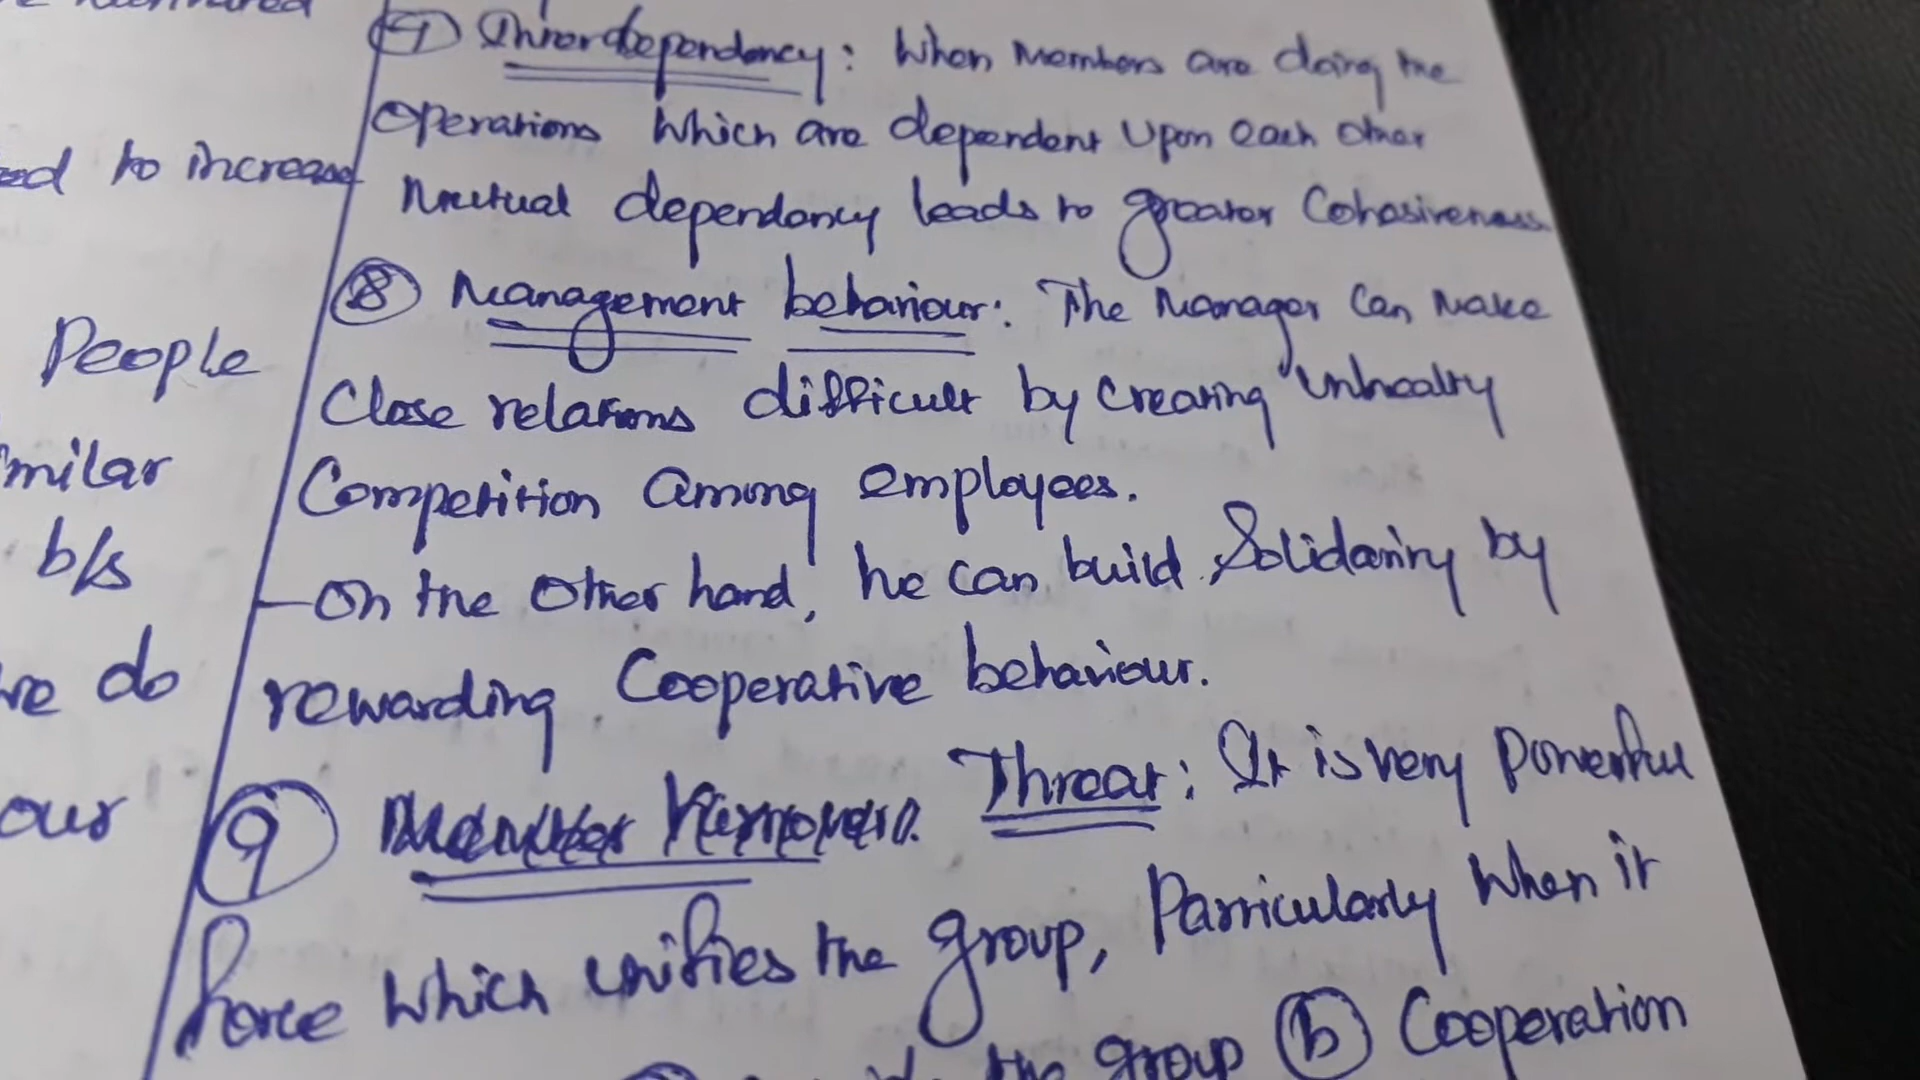 ed to increase
People
milar
b/s
we do
our
⑦ Interdependency: When Members are doing the
operations which are dependent upon each other
Mutual dependency leads to greater Cohesiveness
⑧ Management behaviour: The Manager can make
Close relations difficult by creating unhealthy
Competition among employees.
- On the other hand, he can build Solidarity by
rewarding Cooperative behaviour.
⑨ Threat: It is very powerful
force which unifies the group, Particularly when it
the group ⓑ Cooperation